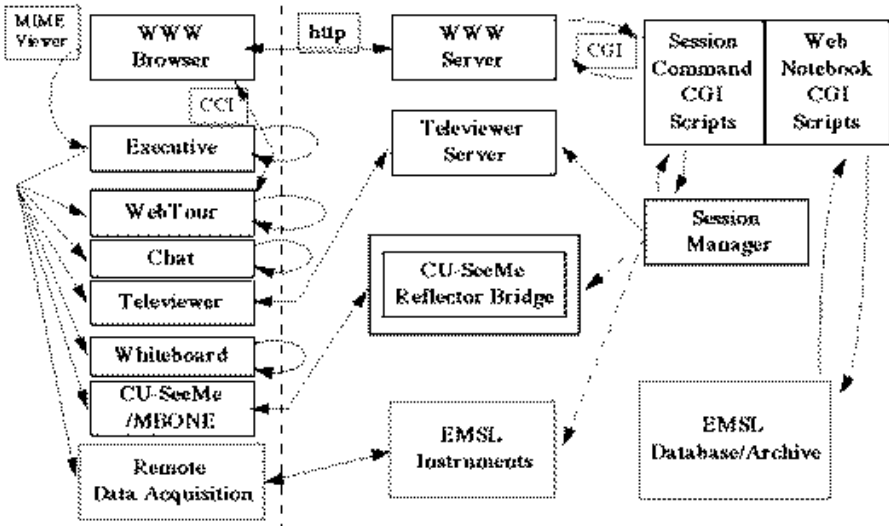 MIME
Viewer
WWW
Browser
http
WWW
Server
CGI
Session
Command
CGI
Scripts
Web
Notebook
CGI
Scripts
CCI
Executive
Televiewer
Server
WebTour
Session
Manager
Chat
CU-SeeMe
Reflector Bridge
Televiewer
Whiteboard
CU-SeeMe
/MBONE
EMSL
Instruments
EMSL
Database/Archive
Remote
Data Acquisition